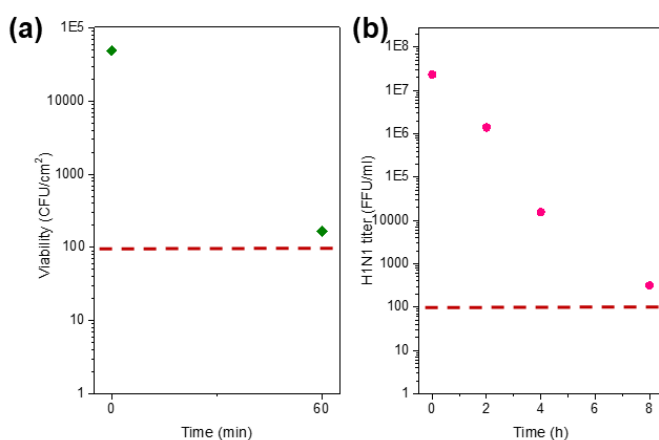 (a)
1E5
10000
1000
100
10
1
Viability (CFU/cm²)
0
60
Time (min)
(b)
1E8
1E7
1E6
1E5
10000
1000
100
10
1
H1N1 titer (FFU/ml)
0 2 4 6 8
Time (h)